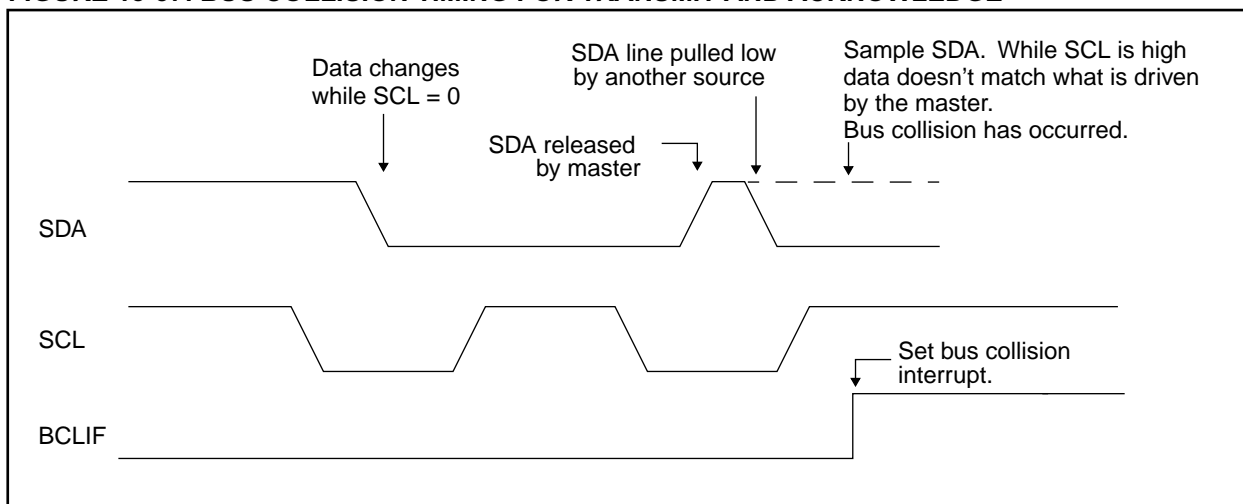 Data changes
while SCL = 0
SDA line pulled low
by another source
Sample SDA. While SCL is high
data doesn't match what is driven
by the master.
Bus collision has occurred.
SDA released
by master
SDA
SCL
Set bus collision
interrupt.
BCLIF